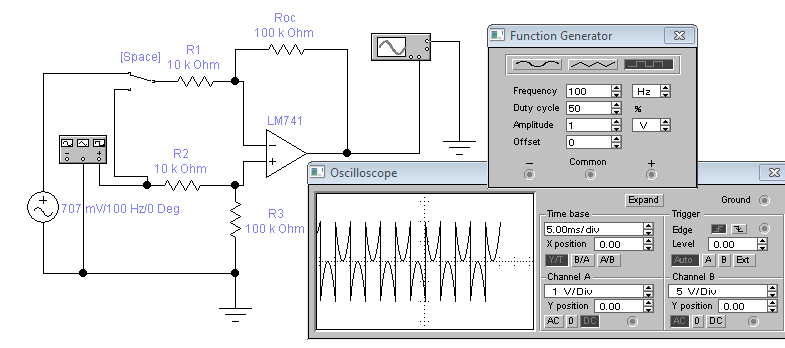 Roc
100 k Ohm
[Space]
R1
10 k Ohm
LM741
R2
10 k Ohm
707 mV/100 Hz/0 Deg
R3
100 k Ohm
Function Generator
Frequency 100 Hz
Duty cycle 50 %
Amplitude 1 V
Offset 0
− Common +
Oscilloscope
Expand Ground
Time base Trigger
5.00ms/div Edge
X position 0.00 Level 0.00
Y/T B/A A/B Auto A B Ext
Channel A Channel B
1 V/Div 5 V/Div
Y position 0.00 Y position 0.00
AC 0 DC AC 0 DC